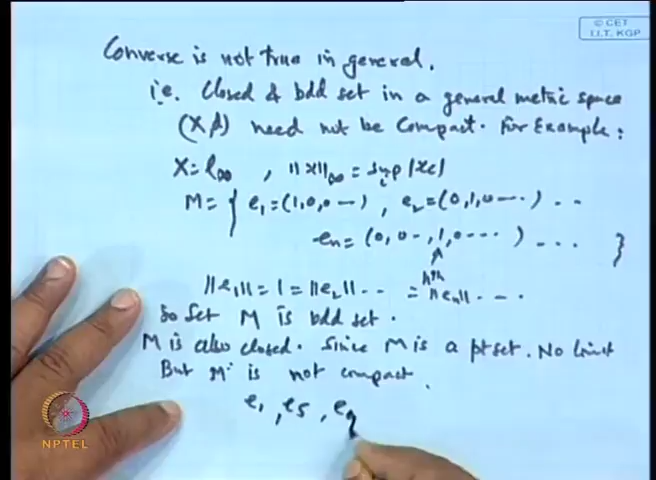 © CET
I.I.T. KGP
Converse is not true in general.
i.e. Closed & bdd set in a general metric space
(X, d) need not be Compact. For Example:
X = l∞ , ||x||∞ = sup_i |xi|
M = { e₁ = (1,0,0 —) , e₂ = (0,1,0 ---·) ..
en = (0, 0 -, 1, 0 ---- ) --- . }
↑
nth
||e₁|| = 1 = ||e₂|| .. = ||en|| - - .
So Set M is bdd set .
M is also closed. Since M is a pt set. No limit
But M is not compact .
e₁ , e₅ , e₉
NPTEL